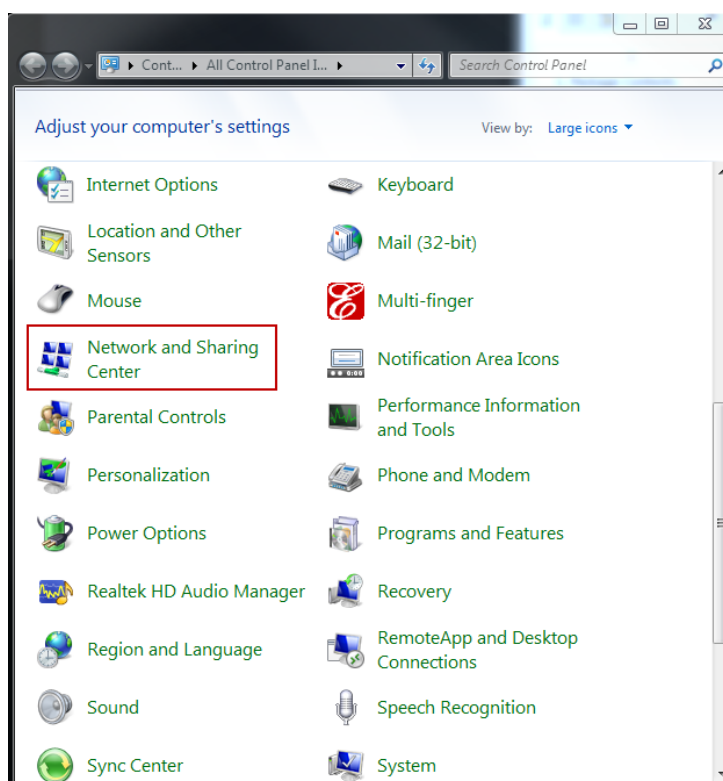 Cont... All Control Panel I...
Search Control Panel
Adjust your computer's settings
View by: Large icons
Internet Options
Keyboard
Location and Other
Sensors
Mail (32-bit)
Mouse
Multi-finger
Network and Sharing
Center
Notification Area Icons
Parental Controls
Performance Information
and Tools
Personalization
Phone and Modem
Power Options
Programs and Features
Realtek HD Audio Manager
Recovery
Region and Language
RemoteApp and Desktop
Connections
Sound
Speech Recognition
Sync Center
System